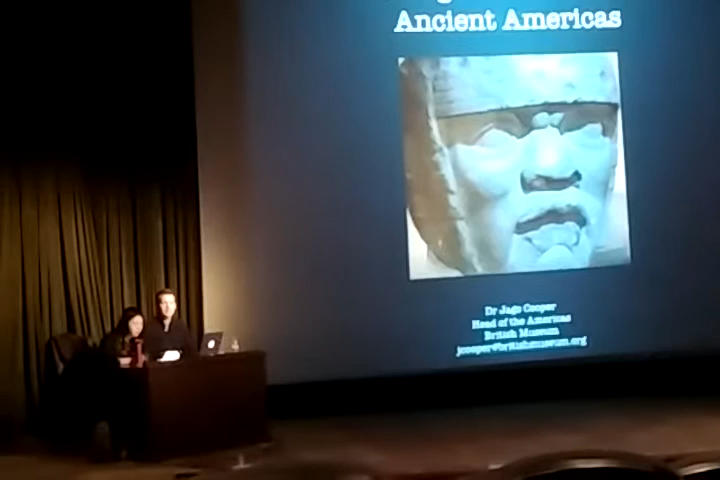 Ancient Americas
Dr Jago Cooper
Head of the Americas
British Museum
jcooper@britishmuseum.org